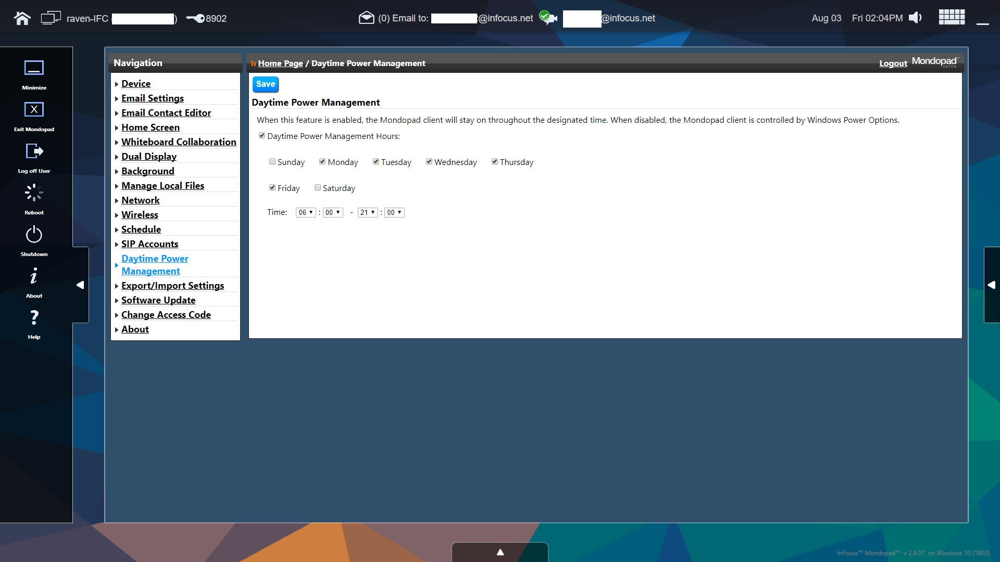 raven-IFC ( ) 8902 (0) Email to: @infocus.net @infocus.net Aug 03 Fri 02:04PM
Minimize
X
Exit Mondopad
Log off User
Reboot
Shutdown
i
About
?
Help
Navigation
Device
Email Settings
Email Contact Editor
Home Screen
Whiteboard Collaboration
Dual Display
Background
Manage Local Files
Network
Wireless
Schedule
SIP Accounts
Daytime Power
Management
Export/Import Settings
Software Update
Change Access Code
About
Home Page / Daytime Power Management
Logout Mondopad™
ULTRA
Save
Daytime Power Management
When this feature is enabled, the Mondopad client will stay on throughout the designated time. When disabled, the Mondopad client is controlled by Windows Power Options.
Daytime Power Management Hours:
Sunday Monday Tuesday Wednesday Thursday
Friday Saturday
Time: 06 : 00 - 21 : 00
InFocus™ Mondopad™ v 2.4.07 on Windows 10 (1803)